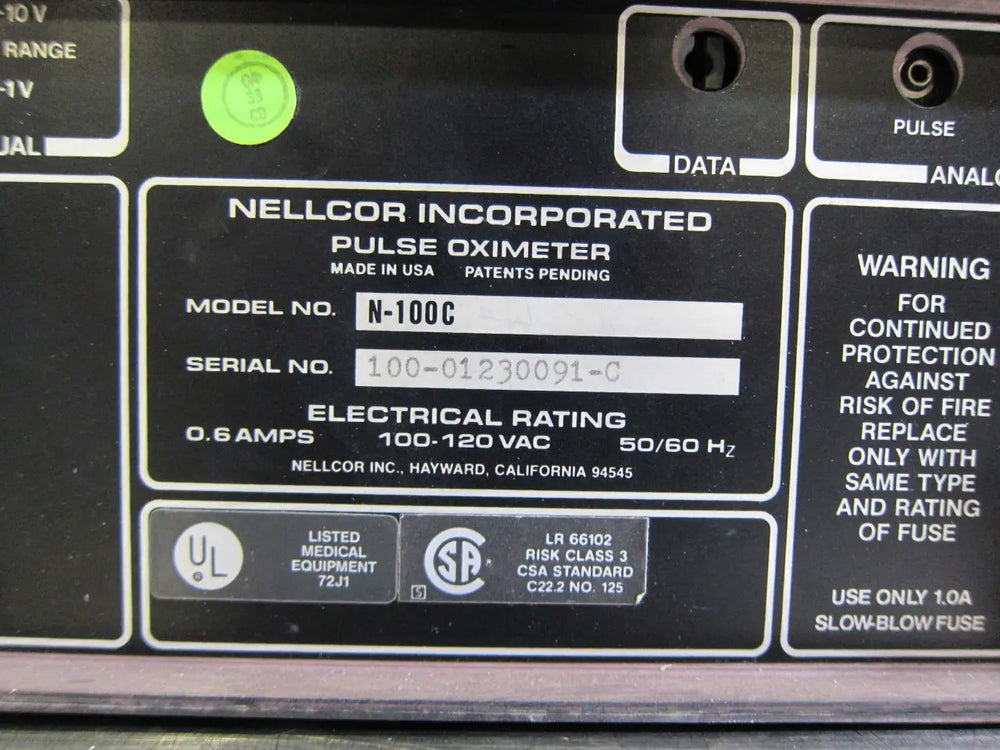 -10 V
RANGE
-1 V
UAL
DATA
PULSE
ANALO
NELLCOR INCORPORATED
PULSE OXIMETER
MADE IN USA PATENTS PENDING
MODEL NO. N-100C
SERIAL NO. 100-01230091-C
ELECTRICAL RATING
0.6 AMPS 100-120 VAC 50/60 Hz
NELLCOR INC., HAYWARD, CALIFORNIA 94545
UL
LISTED
MEDICAL
EQUIPMENT
72J1
SA
LR 66102
RISK CLASS 3
CSA STANDARD
C22.2 NO. 125
WARNING
FOR
CONTINUED
PROTECTION
AGAINST
RISK OF FIRE
REPLACE
ONLY WITH
SAME TYPE
AND RATING
OF FUSE
USE ONLY 1.0A
SLOW-BLOW FUSE